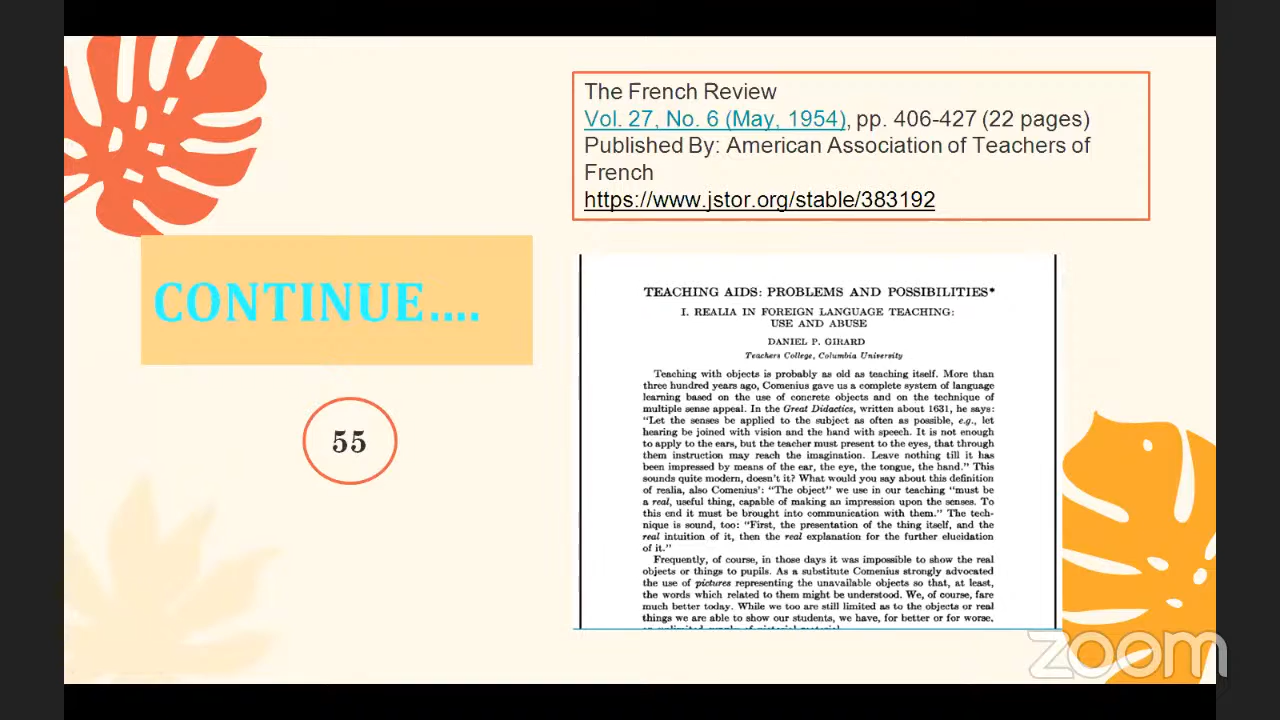 The French Review
Vol. 27, No. 6 (May, 1954), pp. 406-427 (22 pages)
Published By: American Association of Teachers of
French
https://www.jstor.org/stable/383192
CONTINUE....
55
TEACHING AIDS: PROBLEMS AND POSSIBILITIES*
I. REALIA IN FOREIGN LANGUAGE TEACHING:
USE AND ABUSE
DANIEL P. GIRARD
Teachers College, Columbia University
Teaching with objects is probably as old as teaching itself. More than
three hundred years ago, Comenius gave us a complete system of language
learning based on the use of concrete objects and on the technique of
multiple sense appeal. In the Great Didactics, written about 1631, he says:
“Let the senses be applied to the subject as often as possible, e.g., let
hearing be joined with vision and the hand with speech. It is not enough
to apply to the ears, but the teacher must present to the eyes, that through
them instruction may reach the imagination. Leave nothing till it has
been impressed by means of the ear, the eye, the tongue, the hand.” This
sounds quite modern, doesn't it? What would you say about this definition
of realia, also Comenius': “The object” we use in our teaching “must be
a real, useful thing, capable of making an impression upon the senses. To
this end it must be brought into communication with them.” The tech-
nique is sound, too: “First, the presentation of the thing itself, and the
real intuition of it, then the real explanation for the further elucidation
of it.”
Frequently, of course, in those days it was impossible to show the real
objects or things to pupils. As a substitute Comenius strongly advocated
the use of pictures representing the unavailable objects so that, at least,
the words which related to them might be understood. We, of course, fare
much better today. While we too are still limited as to the objects or real
things we are able to show our students, we have, for better or for worse,
zoom